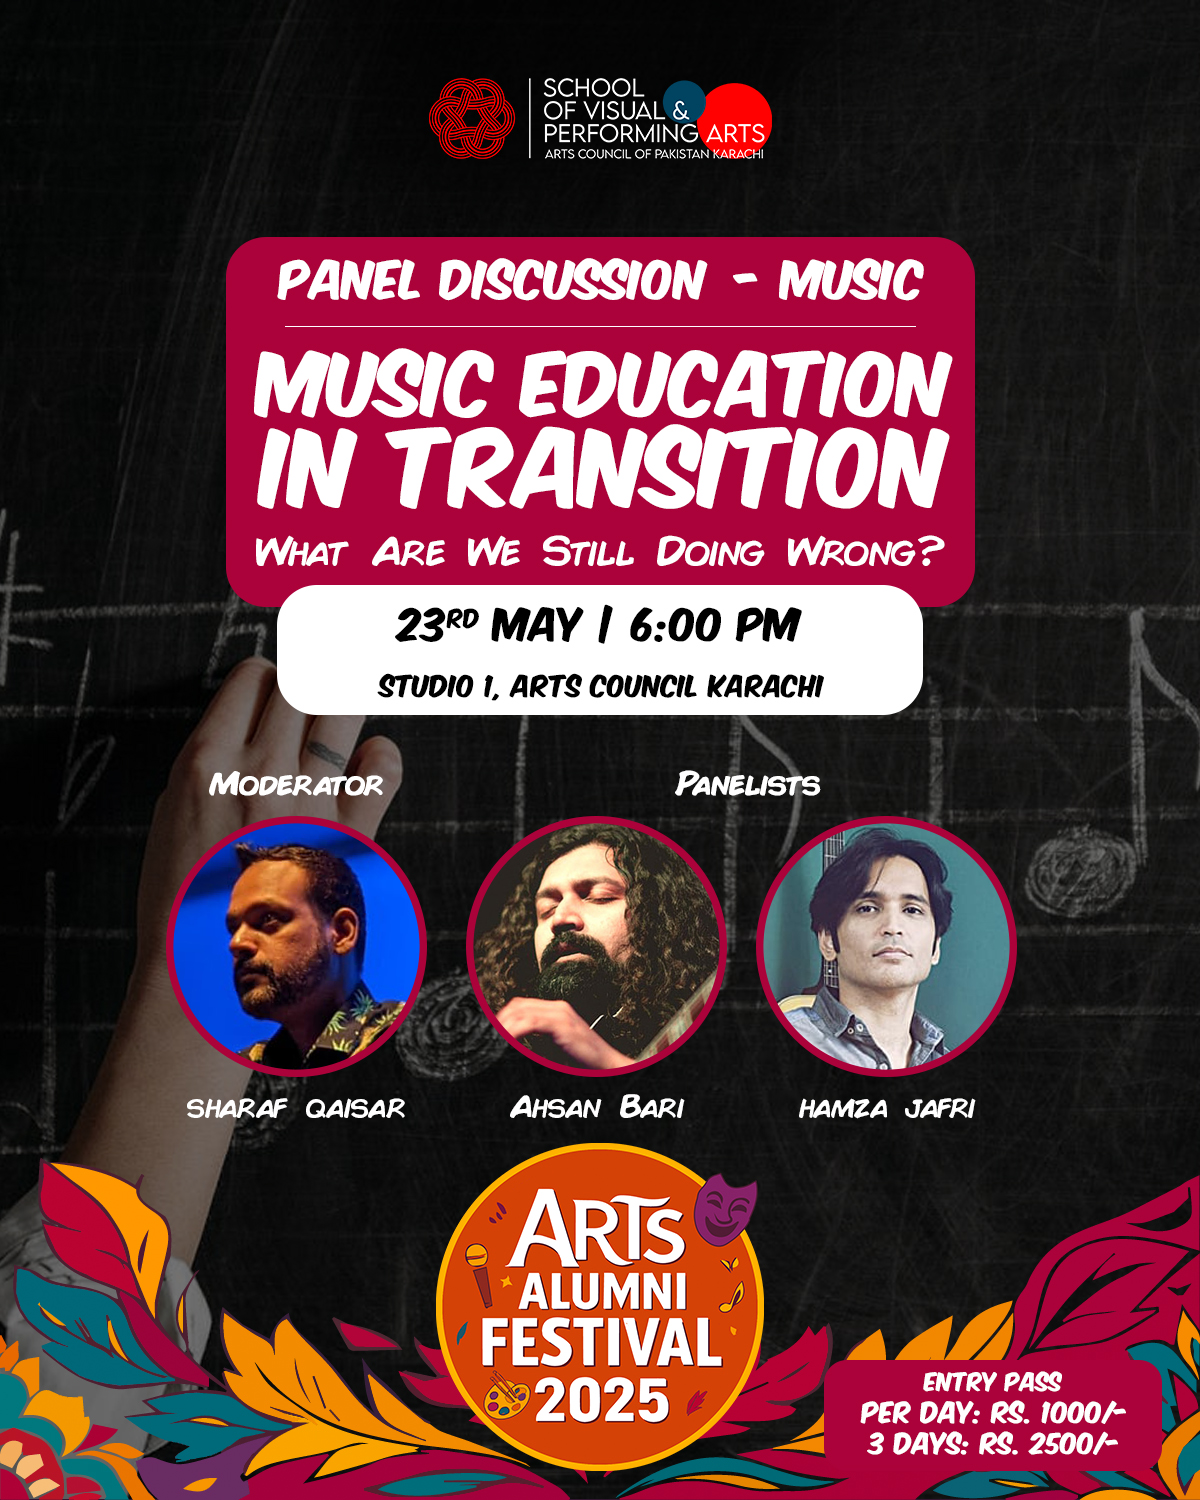 SCHOOL
OF VISUAL &
PERFORMING ARTS
ARTS COUNCIL OF PAKISTAN KARACHI
PANEL DISCUSSION - MUSIC
MUSIC EDUCATION
IN TRANSITION
WHAT ARE WE STILL DOING WRONG?
23RD MAY | 6:00 PM
STUDIO 1, ARTS COUNCIL KARACHI
MODERATOR
PANELISTS
SHARAF QAISAR
AHSAN BARI
HAMZA JAFRI
ARTS
ALUMNI
FESTIVAL
2025
ENTRY PASS
PER DAY: RS. 1000/-
3 DAYS: RS. 2500/-